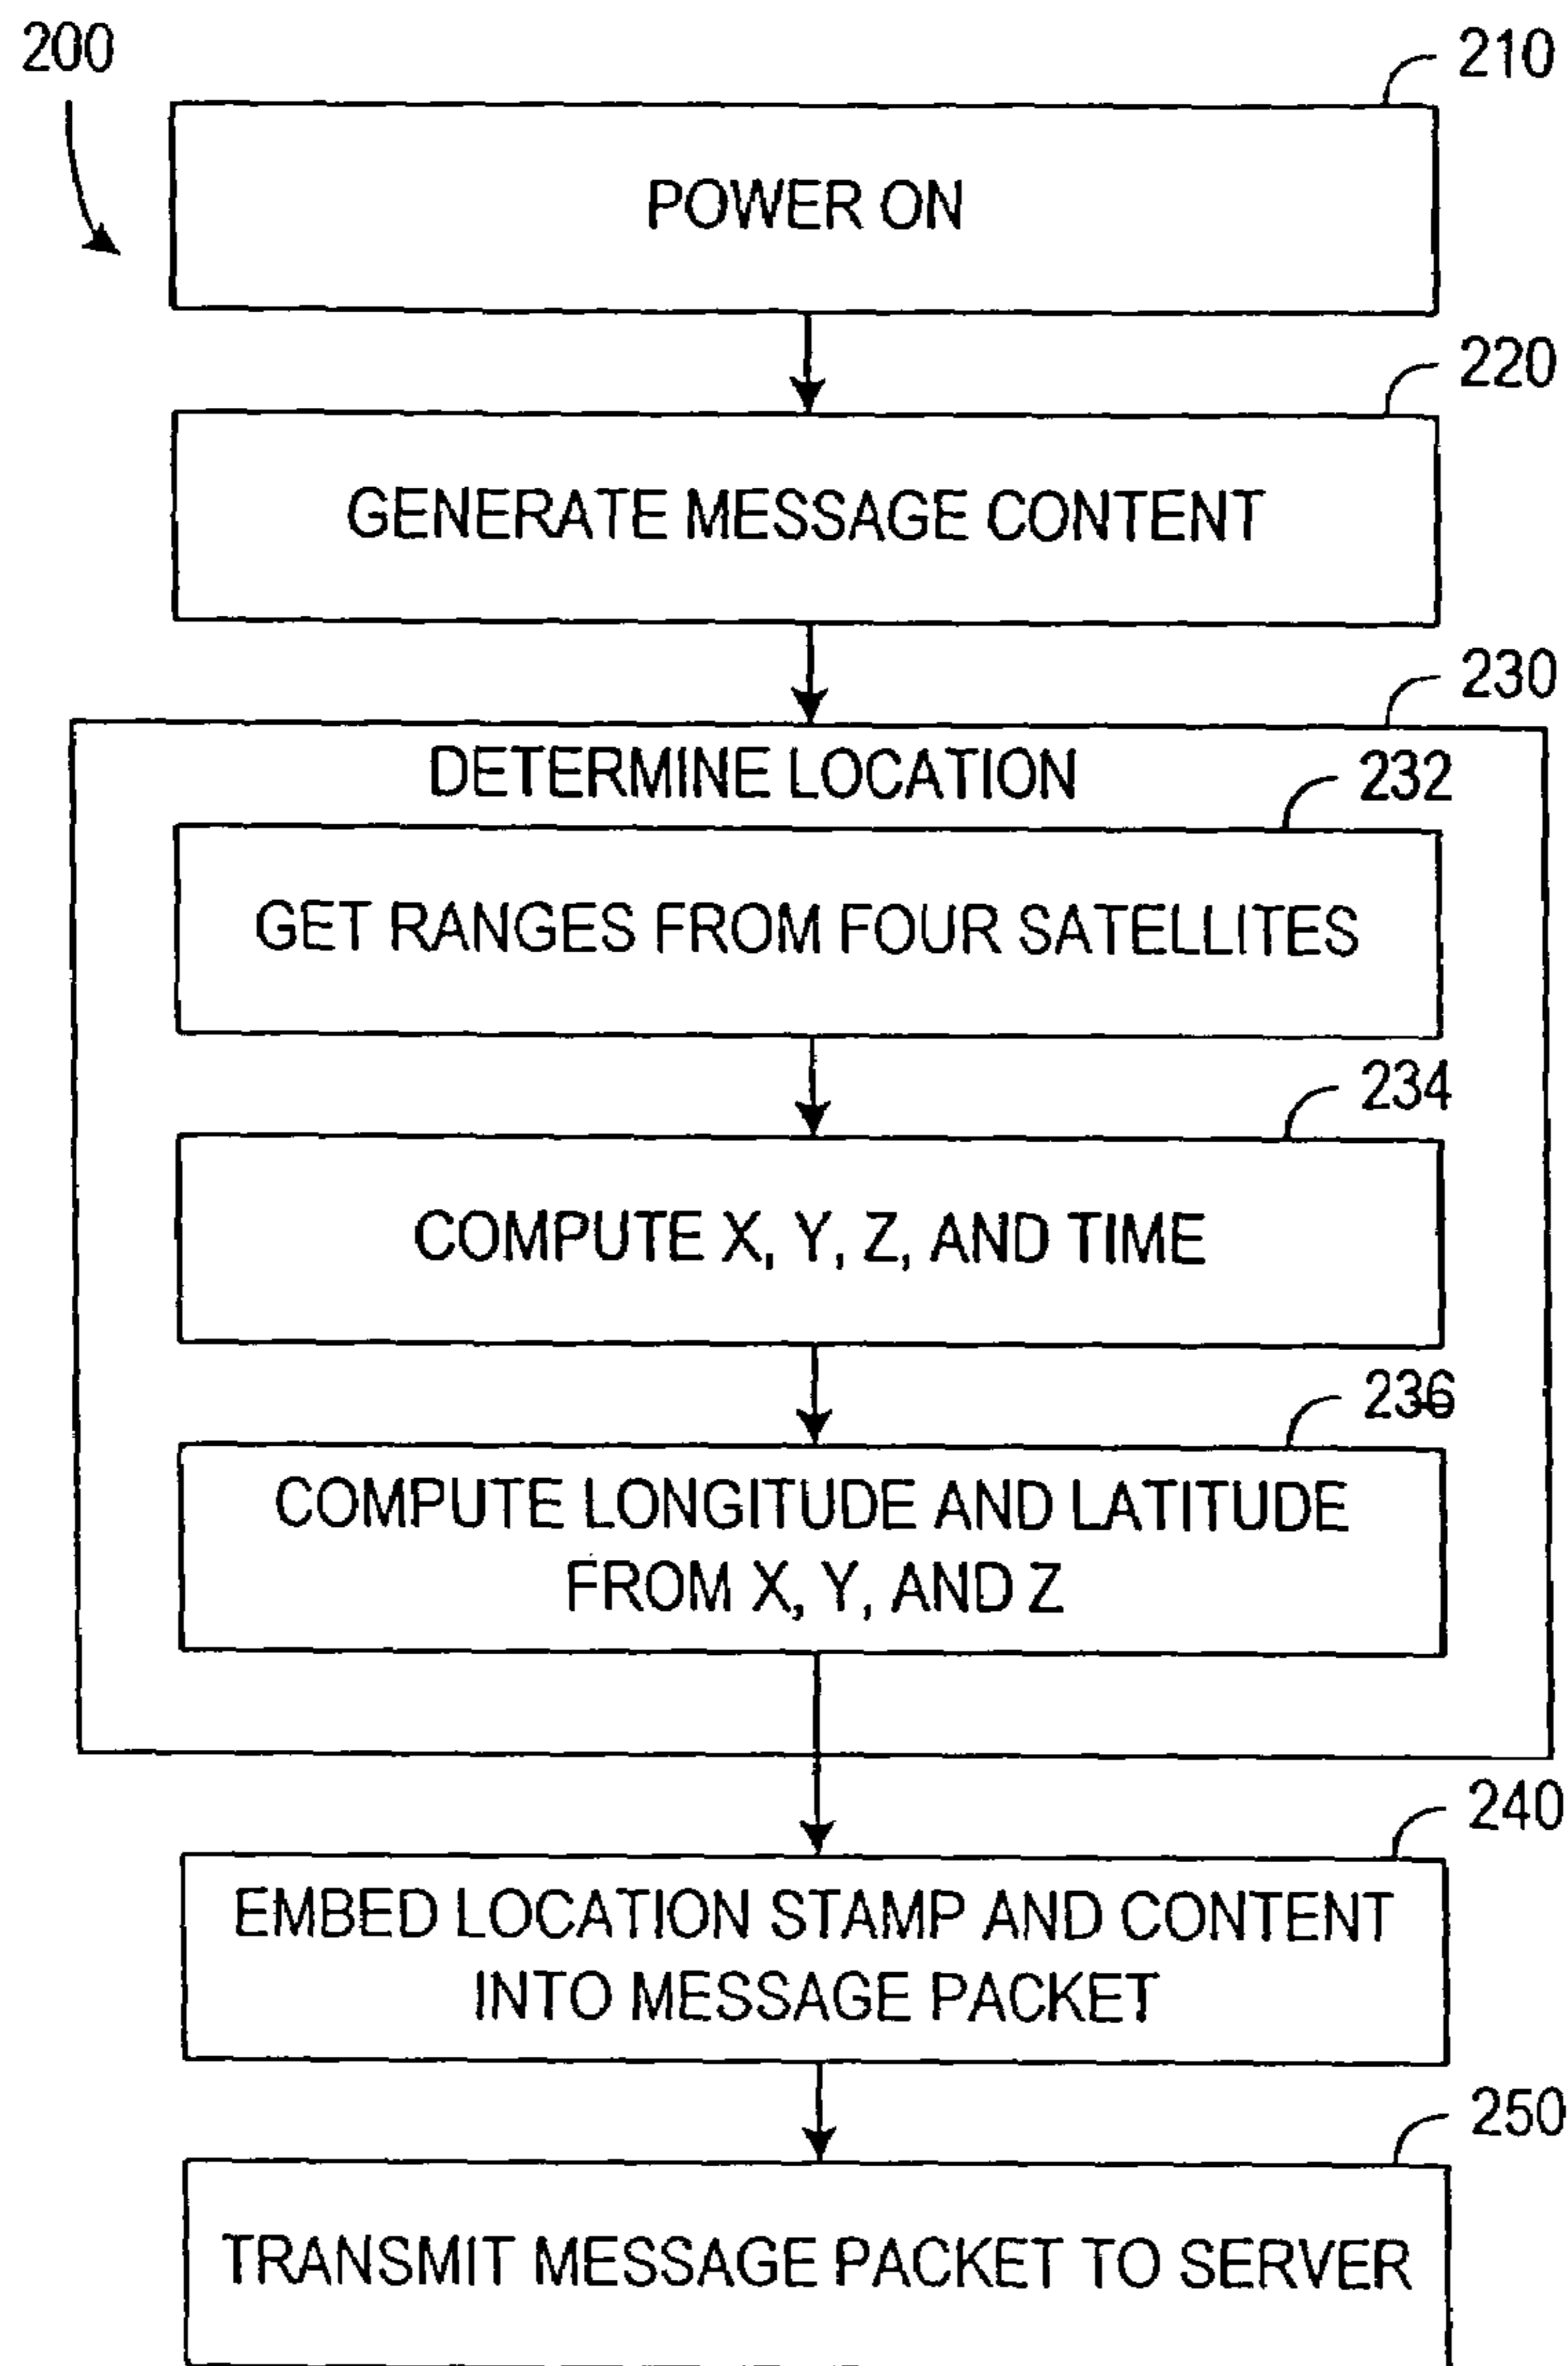 200
210
POWER ON
220
GENERATE MESSAGE CONTENT
230
DETERMINE LOCATION
232
GET RANGES FROM FOUR SATELLITES
234
COMPUTE X, Y, Z, AND TIME
236
COMPUTE LONGITUDE AND LATITUDE
FROM X, Y, AND Z
240
EMBED LOCATION STAMP AND CONTENT
INTO MESSAGE PACKET
250
TRANSMIT MESSAGE PACKET TO SERVER